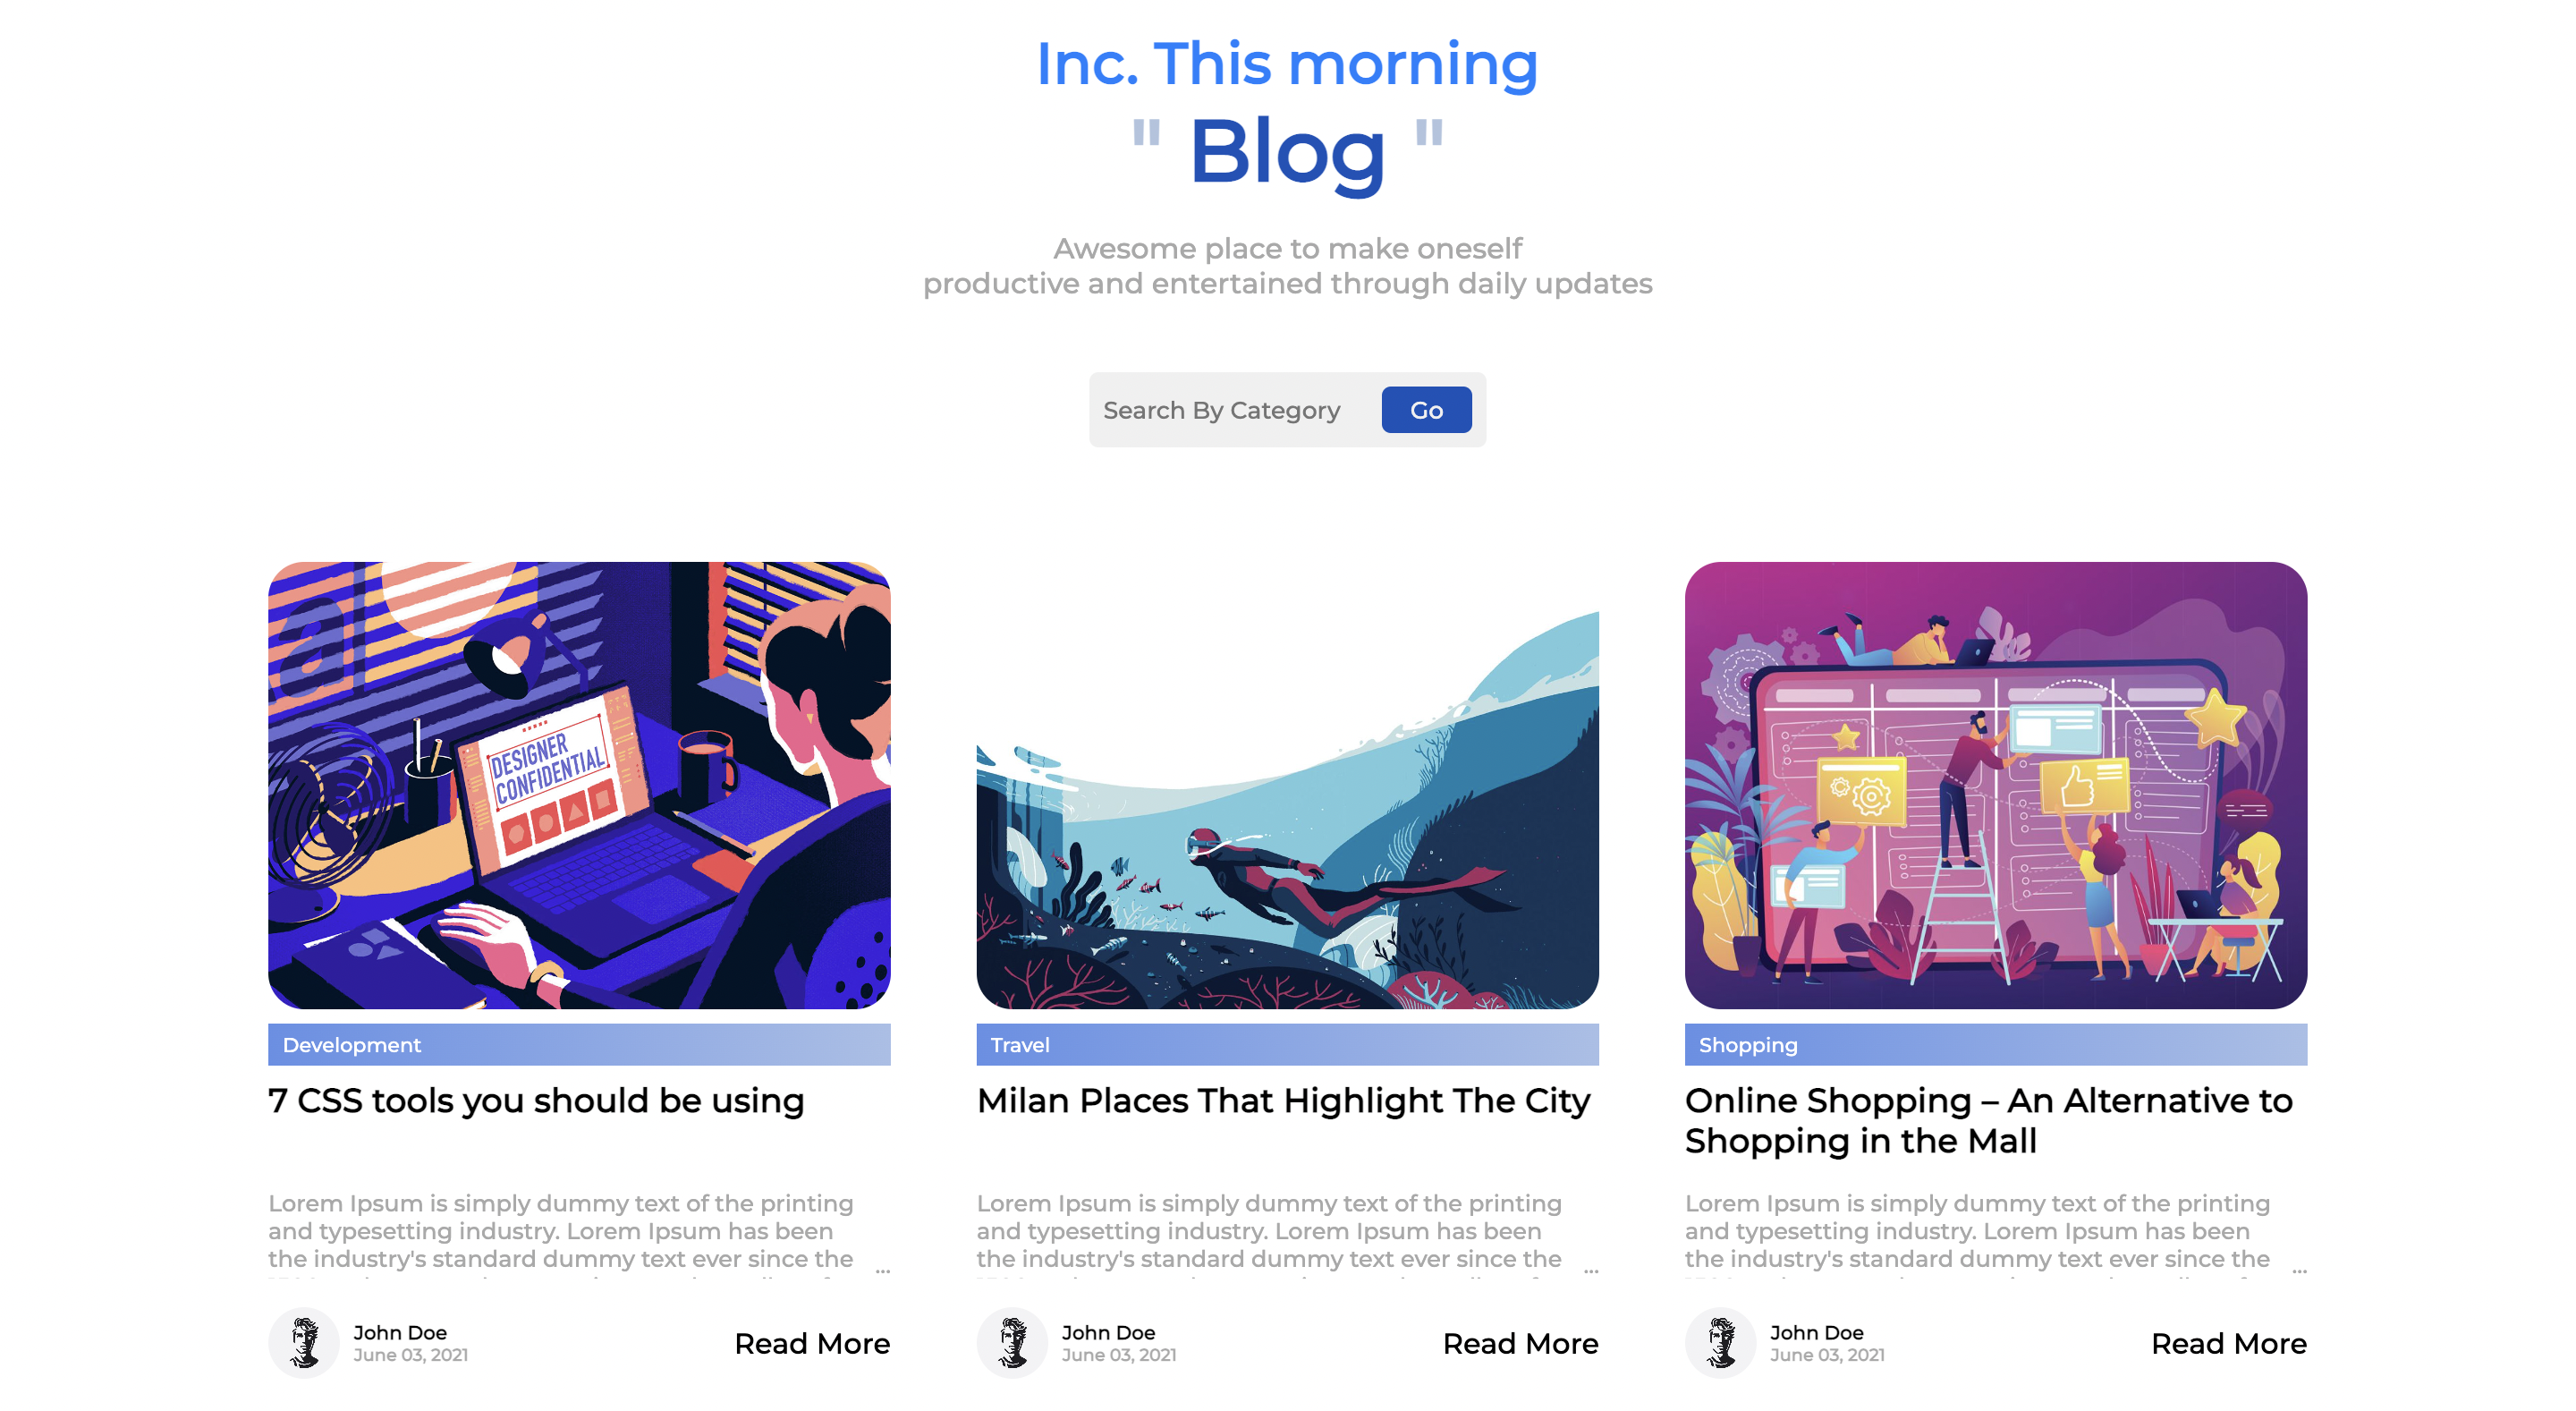 Inc. This morning
" Blog "
Awesome place to make oneself
productive and entertained through daily updates
Search By Category
Go
DESIGNER
CONFIDENTIAL
Development
7 CSS tools you should be using
Lorem Ipsum is simply dummy text of the printing
and typesetting industry. Lorem Ipsum has been
the industry's standard dummy text ever since the
...
John Doe
June 03, 2021
Read More
Travel
Milan Places That Highlight The City
Lorem Ipsum is simply dummy text of the printing
and typesetting industry. Lorem Ipsum has been
the industry's standard dummy text ever since the
...
John Doe
June 03, 2021
Read More
Shopping
Online Shopping – An Alternative to
Shopping in the Mall
Lorem Ipsum is simply dummy text of the printing
and typesetting industry. Lorem Ipsum has been
the industry's standard dummy text ever since the
...
John Doe
June 03, 2021
Read More